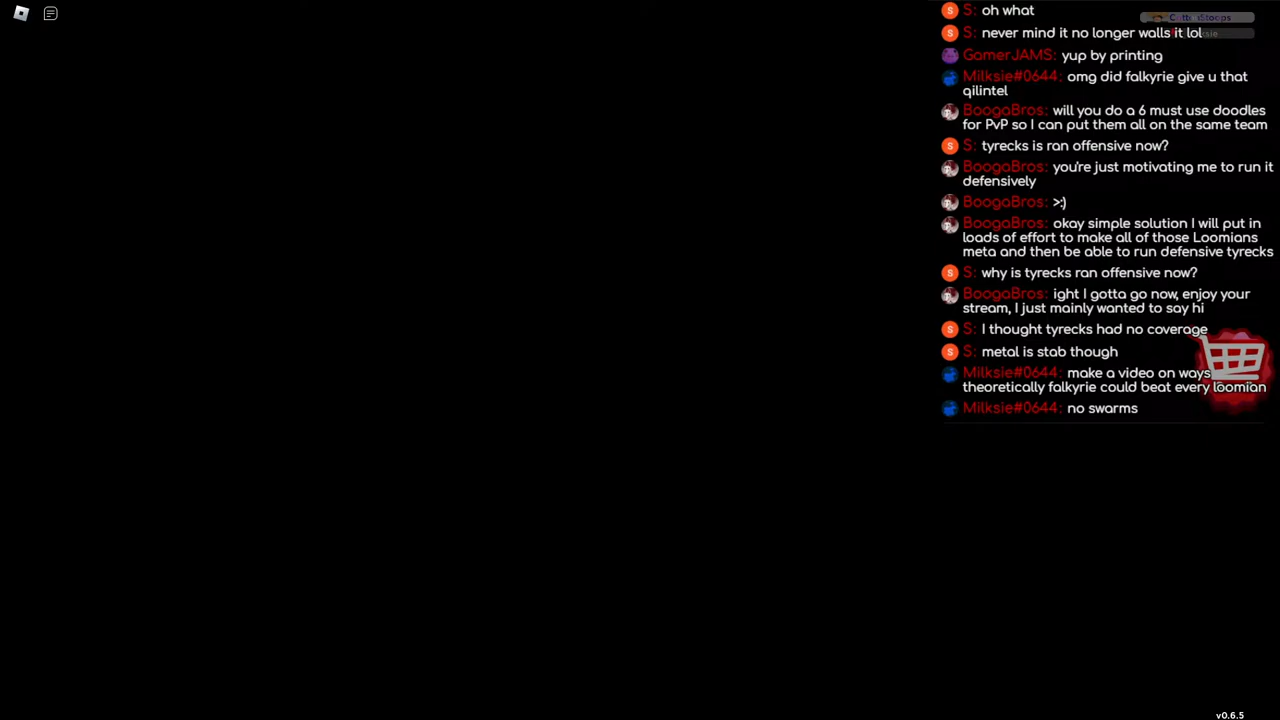 S: oh what
CottonStoops
S: never mind it no longer walls it lol
GamerJAMS: yup by printing
Milksie#0644: omg did falkyrie give u that
qilintel
BoogaBros: will you do a 6 must use doodles
for PvP so I can put them all on the same team
S: tyrecks is ran offensive now?
BoogaBros: you're just motivating me to run it
defensively
BoogaBros: >:)
BoogaBros: okay simple solution I will put in
loads of effort to make all of those Loomians
meta and then be able to run defensive tyrecks
S: why is tyrecks ran offensive now?
BoogaBros: ight I gotta go now, enjoy your
stream, I just mainly wanted to say hi
S: I thought tyrecks had no coverage
S: metal is stab though
Milksie#0644: make a video on ways
theoretically falkyrie could beat every loomian
Milksie#0644: no swarms
v0.6.5